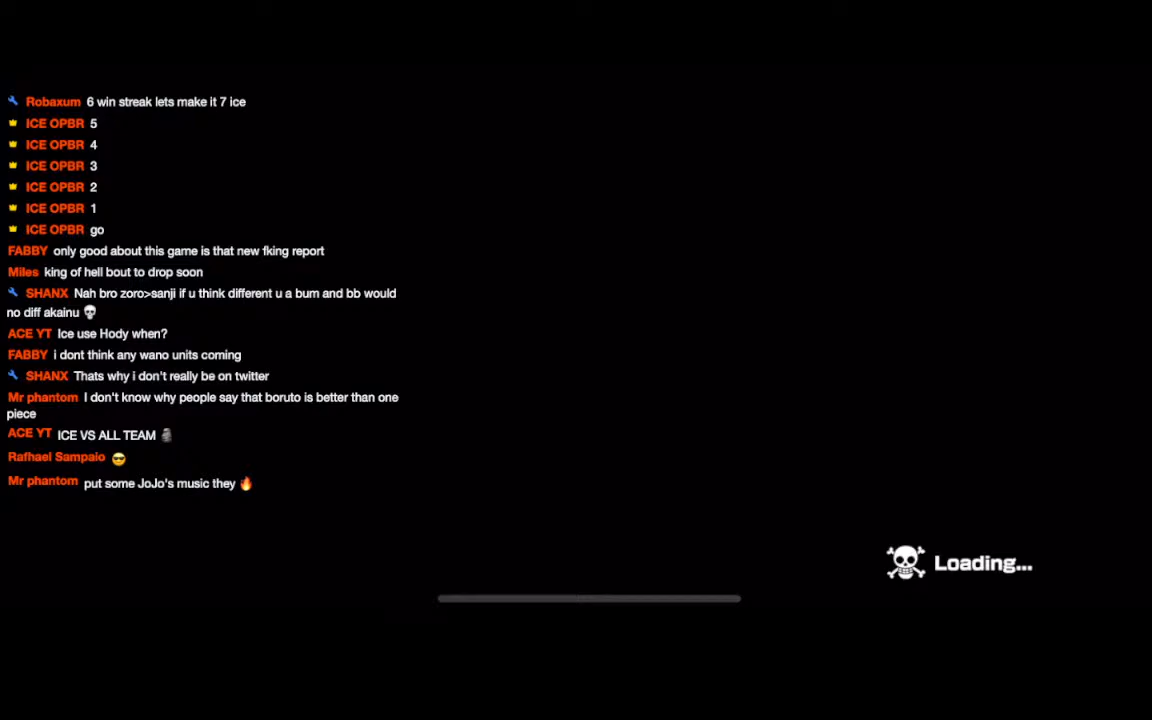 Robaxum 6 win streak lets make it 7 ice
ICE OPBR 5
ICE OPBR 4
ICE OPBR 3
ICE OPBR 2
ICE OPBR 1
ICE OPBR go
FABBY only good about this game is that new fking report
Miles king of hell bout to drop soon
SHANX Nah bro zoro>sanji if u think different u a bum and bb would
no diff akainu 💀
ACE YT Ice use Hody when?
FABBY i dont think any wano units coming
SHANX Thats why i don't really be on twitter
Mr phantom I don't know why people say that boruto is better than one
piece
ACE YT ICE VS ALL TEAM 🗿
Rafhael Sampaio 😎
Mr phantom put some JoJo's music they 🔥
Loading...